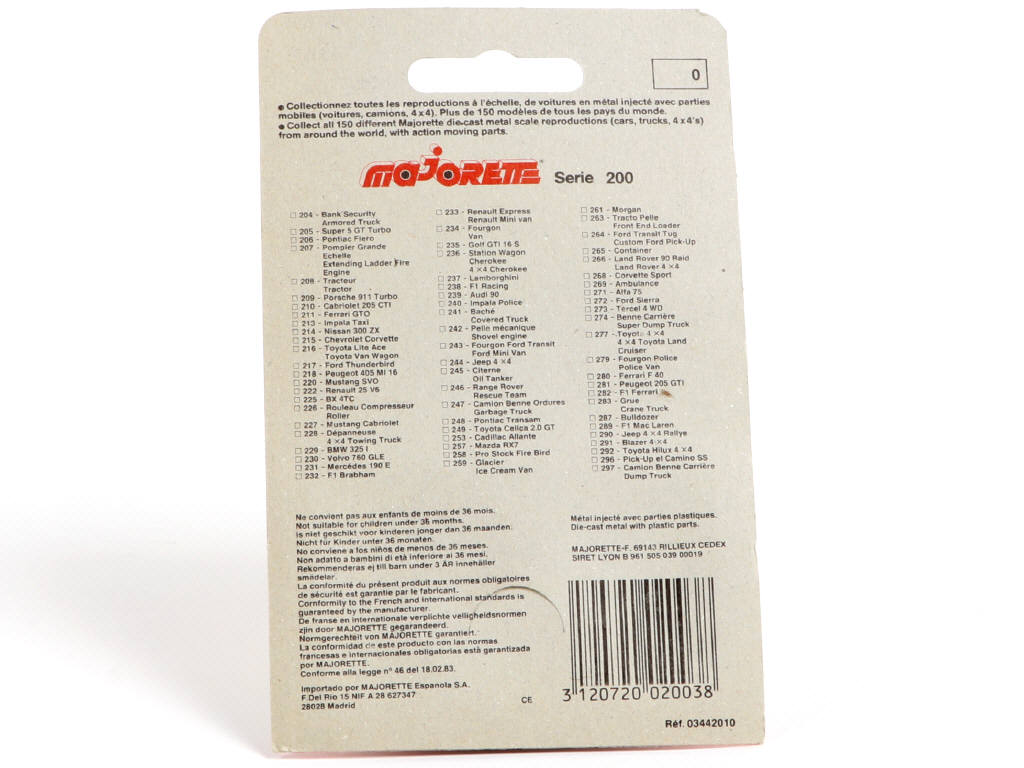 0
● Collectionnez toutes les reproductions à l'échelle, de voitures en métal injecté avec parties
mobiles (voitures, camions, 4x4). Plus de 150 modèles de tous les pays du monde.
● Collect all 150 different Majorette die-cast metal scale reproductions (cars, trucks, 4x4's)
from around the world, with action moving parts.
MAJORETTE® Serie 200
204 - Bank Security
Armored Truck
205 - Super 5 GT Turbo
206 - Pontiac Fiero
207 - Pompier Grande
Echelle
Extending Ladder Fire
Engine
208 - Tracteur
Tractor
209 - Porsche 911 Turbo
210 - Cabriolet 205 CTI
211 - Ferrari GTO
213 - Impala Taxi
214 - Nissan 300 ZX
215 - Chevrolet Corvette
216 - Toyota Lite Ace
Toyota Van Wagon
217 - Ford Thunderbird
218 - Peugeot 405 MI 16
220 - Mustang SVO
222 - Renault 25 V6
225 - BX 4TC
226 - Rouleau Compresseur
Roller
227 - Mustang Cabriolet
228 - Dépanneuse
4×4 Towing Truck
229 - BMW 325 I
230 - Volvo 760 GLE
231 - Mercédes 190 E
232 - F1 Brabham
233 - Renault Express
Renault Mini van
234 - Fourgon
Van
235 - Golf GTI 16 S
236 - Station Wagon
Cherokee
4×4 Cherokee
237 - Lamborghini
238 - F1 Racing
239 - Audi 90
240 - Impala Police
241 - Baché
Covered Truck
242 - Pelle mécanique
Shovel engine
243 - Fourgon Ford Transit
Ford Mini Van
244 - Jeep 4×4
245 - Citerne
Oil Tanker
246 - Range Rover
Rescue Team
247 - Camion Benne Ordures
Garbage Truck
248 - Pontiac Transam
249 - Toyota Celica 2.0 GT
253 - Cadillac Allante
257 - Mazda RX7
258 - Pro Stock Fire Bird
259 - Glacier
Ice Cream Van
261 - Morgan
263 - Tracto Pelle
Front End Loader
264 - Ford Transit Tug
Custom Ford Pick-Up
265 - Container
266 - Land Rover 90 Raid
Land Rover 4×4
268 - Corvette Sport
269 - Ambulance
271 - Alfa 75
272 - Ford Sierra
273 - Tercel 4 WD
274 - Benne Carrière
Super Dump Truck
277 - Toyota 4×4
4×4 Toyota Land
Cruiser
279 - Fourgon Police
Police Van
280 - Ferrari F 40
281 - Peugeot 205 GTI
282 - F1 Ferrari
283 - Grue
Crane Truck
287 - Bulldozer
289 - F1 Mac Laren
290 - Jeep 4×4 Rallye
291 - Blazer 4×4
292 - Toyota Hilux 4×4
296 - Pick-Up el Camino SS
297 - Camion Benne Carrière
Dump Truck
Ne convient pas aux enfants de moins de 36 mois.
Not suitable for children under 36 months.
is niet geschikt voor kinderen jonger dan 36 maanden.
Nicht für Kinder unter 36 monaten.
No conviene a los niños de menos de 36 meses.
Non adatto a bambini di età inferiore ai 36 mesi.
Rekommenderas ej till barn under 3 ÅR innehåller
smådelar.
La conformité du présent produit aux normes obligatoires
de sécurité est garantie par le fabricant.
Cornformity to the French and international standards is
guaranteed by the manufacturer.
De franse en internationale verplichte velligheidsnormen
zjin door MAJORETTE gegarandeerd.
Normgerechteit von MAJORETTE garantiert.
La conformidad de este producto con las normas
francesas e internacionales obligatorias está garantizada
por MAJORETTE.
Conforme alla legge n° 46 del 18.02.83.
Importado por MAJORETTE Espanola S.A.
F.Del Rio 15 NIF A 28 627347
28028 Madrid
CE
Métal injecté avec parties plastiques.
Die-cast metal with plastic parts.
MAJORETTE-F. 69143 RILLIEUX CEDEX
SIRET LYON B 961 505 039 00019
3 120720 020038
Réf. 03442010